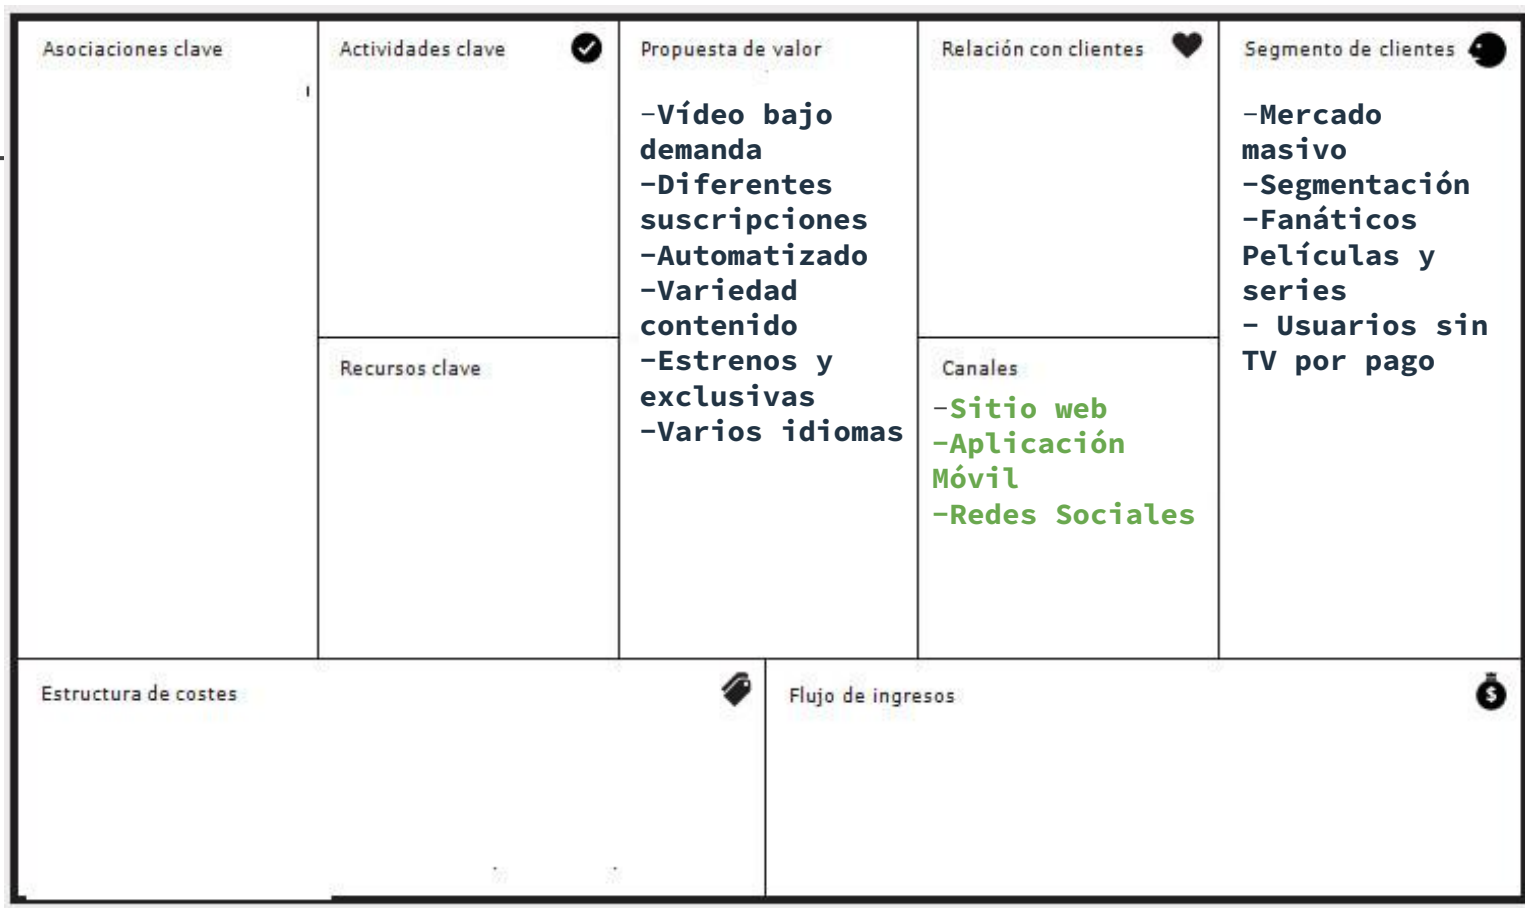 Asociaciones clave
Actividades clave
Propuesta de valor
–Vídeo bajo
demanda
–Diferentes
suscripciones
–Automatizado
–Variedad
contenido
–Estrenos y
exclusivas
–Varios idiomas
Relación con clientes
Segmento de clientes
–Mercado
masivo
–Segmentación
–Fanáticos
Películas y
series
– Usuarios sin
TV por pago
Recursos clave
Canales
–Sitio web
–Aplicación
Móvil
–Redes Sociales
Estructura de costes
Flujo de ingresos
$